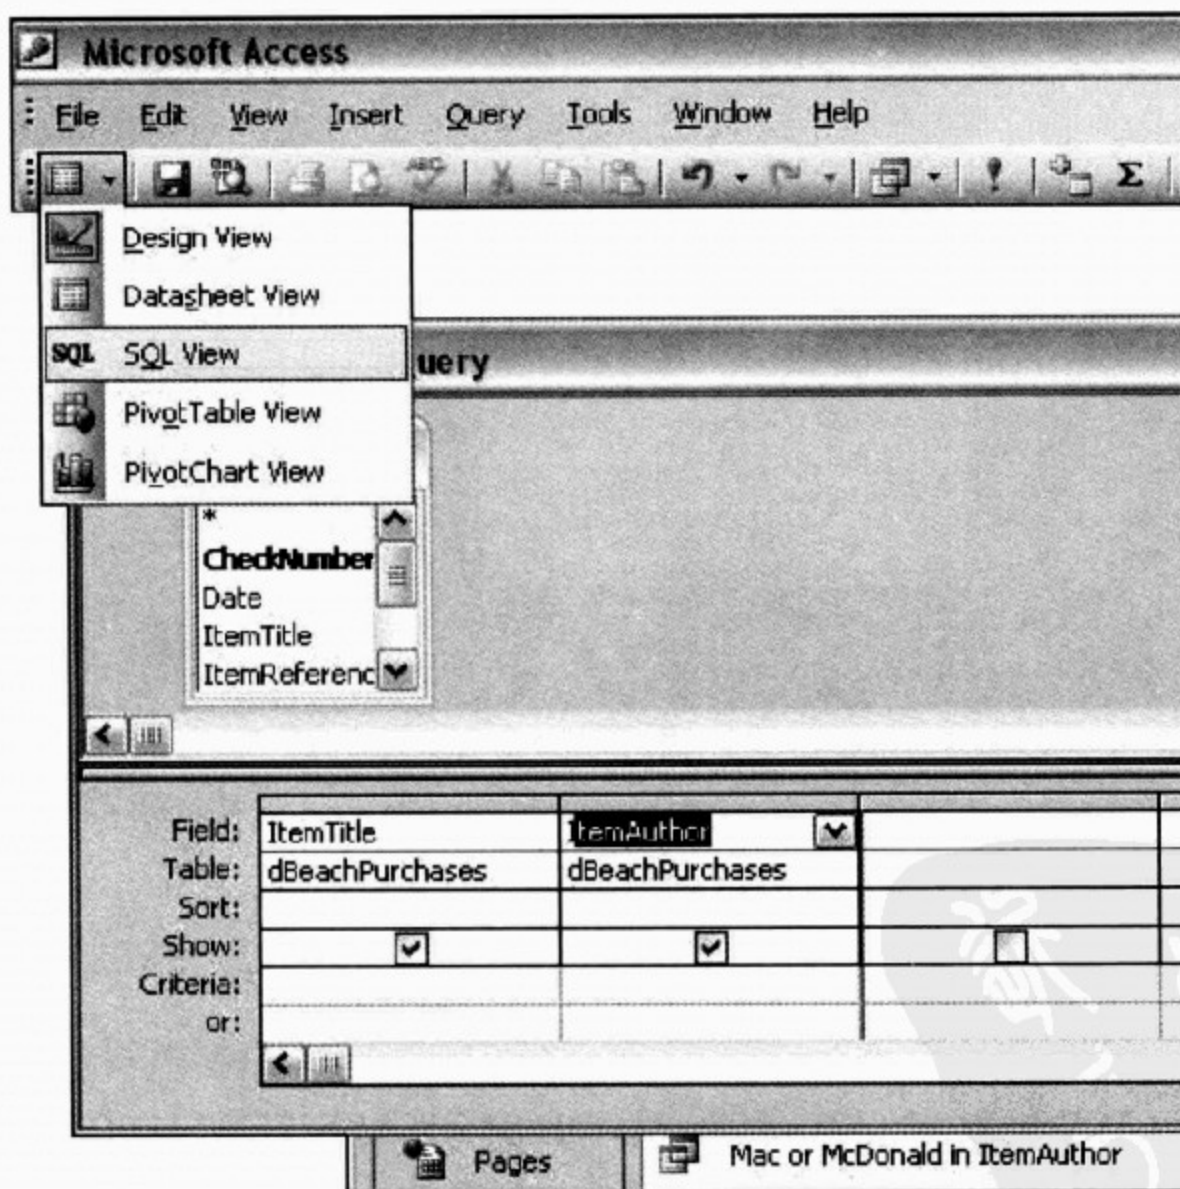 Microsoft Access
File Edit View Insert Query Tools Window Help
Design View
Datasheet View
SQL SQL View
uery
PivotTable View
PivotChart View
*
CheckNumber
Date
ItemTitle
ItemReferenc
Field: ItemTitle ItemAuthor
Table: dBeachPurchases dBeachPurchases
Sort:
Show:
Criteria:
or:
Pages Mac or McDonald in ItemAuthor